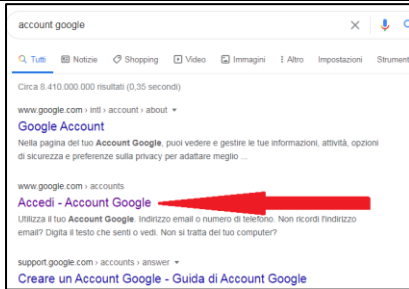 account google
Tutti Notizie Shopping Video Immagini Altro Impostazioni Strument
Circa 8.410.000.000 risultati (0,35 secondi)
www.google.com › intl › account › about
Google Account
Nella pagina del tuo Account Google, puoi vedere e gestire le tue informazioni, attività, opzioni
di sicurezza e preferenze sulla privacy per adattare meglio ...
www.google.com › accounts
Accedi - Account Google
Utilizza il tuo Account Google. Indirizzo email o numero di telefono. Non ricordi l'indirizzo
email? Digita il testo che senti o vedi. Non si tratta del tuo computer?
support.google.com › accounts › answer
Creare un Account Google - Guida di Account Google